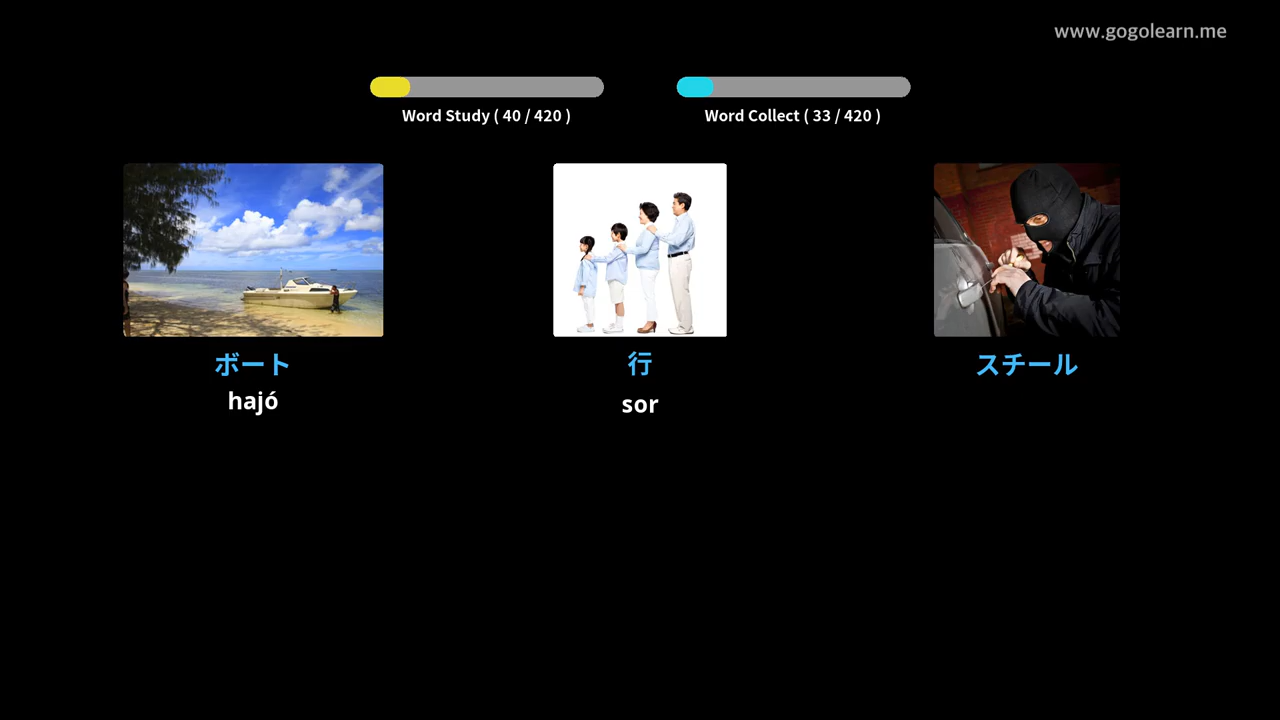 www.gogolearn.me
Word Study ( 40 / 420 )
Word Collect ( 33 / 420 )
ボート
hajó
行
sor
スチール